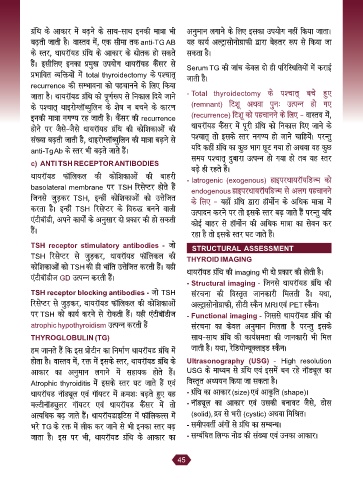 ग्रंथि के आकार में बढ़ने के साथ-साथ इनकी मात्रा भी
बढ़ती जाती है। वास्तव में, एक सीमा तक anti-TG AB
के स्तर, थायरॉयड ग्रंथि के आकार के द्योतक हो सकते
हैं। इसीलिए इनका प्रमुख उपयोग थायरॉयड कैंसर से
प्रभावित व्यक्तियों में total thyroidectomy के पश्चात्
recurrence की सम्भावना को पहचानने के लिए किया
जाता है। थायरॉयड ग्रंथि को पूर्णरूप से निकाल दिये जाने
के पश्चात् थाइरोग्लॉब्युलिन के शेष न बचने के कारण
इनकी मात्रा नगण्य रह जाती है। कैंसर की recurrence
होने पर जैसे-जैसे थायरॉयड ग्रंथि की कोशिकाओं की
संख्या बढ़ती जाती है, थाइरोग्लॉब्युलिन की मात्रा बढ़ने से
anti-TgAb के स्तर भी बढ़ते जाते हैं।
c) ANTI TSH RECEPTOR ANTIBODIES
थायरॉयड फॉलिकल की कोशिकाओं की बाहरी
basolateral membrane पर TSH रिसेप्टर होते हैं
जिनसे जुड़कर TSH, इन्हीं कोशिकाओं को उत्तेजित
करता है। इन्हीं TSH रिसेप्टर के विरुद्ध बनने वाली
एंटीबॉडी, अपने कार्यों के अनुसार दो प्रकार की हो सकती
हैं।
TSH receptor stimulatory antibodies - जो
TSH रिसेप्टर से जुड़कर, थायरॉयड फॉलिकल की
कोशिकाओं को TSH की ही भांति उत्तेजित करती हैं। यही
एंटीबॉडीज GD उत्पन्न करती हैं।
TSH receptor blocking antibodies - जो TSH
रिसेप्टर से जुड़कर, थायरॉयड फॉलिकल की कोशिकाओं
पर TSH को कार्य करने से रोकती हैं। यही एंटीबॉडीज
atrophic hypothyroidism उत्पन्न करती हैं
THYROGLOBULIN (TG)
हम जानते हैं कि इस प्रोटीन का निर्माण थायरॉयड ग्रंथि में
होता है। वास्तव में, रक्त में इसके स्तर, थायरॉयड ग्रंथि के
आकार का अनुमान लगाने में सहायक होते हैं।
Atrophic thyroiditis में इसके स्तर घट जाते हैं एवं
थायरॉयड नॉड्यूल एवं गॉयटर में क्रमशः बढ़ते हुए यह
मल्टीनॉड्युलर गॉयटर एवं थायरॉयड कैंसर में तो
अत्यधिक बढ़ जाते हैं। थायरॉयडाइटिस में फॉलिकल्स में
भरे TG के रक्त में लीक कर जाने से भी इनका स्तर बढ़
जाता है। इस पर भी, थायरॉयड ग्रंथि के आकार का
अनुमान लगाने के लिए इसका उपयोग नहीं किया जाता।
यह कार्य अल्ट्रासोनोग्राफी द्वारा बेहतर रूप से किया जा
सकता है।
Serum TG की जांच केवल दो ही परिस्थितियों में कराई
जाती है।
- Total thyroidectomy के पश्चात् बचे हुए
(remnant) टिशू अथवा पुनः उत्पन्न हो गए
(recurrence) टिशू को पहचानने के लिए - वास्तव में,
थायरॉयड कैंसर में पूरी ग्रंथि को निकाल दिए जाने के
पश्चात् तो इसके स्तर नगण्य हो जाने चाहिये। परन्तु
यदि कहीं ग्रंथि का कुछ भाग छूट गया हो अथवा यह कुछ
समय पश्चात् दुबारा उत्पन्न हो गया हो तब यह स्तर
बढ़े ही रहते हैं।
- Iatrogenic (exogenous) हाइपरथायरॉयडिज्म को
endogenous हाइपरथायरॉयडिज्म से अलग पहचानने
के लिए - यहाँ ग्रंथि द्वारा हॉर्मोन के अधिक मात्रा में
उत्पादन करने पर तो इसके स्तर बढ़ जाते हैं परन्तु यदि
कोई बाहर से हॉर्मोन की अधिक मात्रा का सेवन कर
रहा है तो इसके स्तर घट जाते हैं।
STRUCTURAL ASSESSMENT
THYROID IMAGING
थायरॉयड ग्रंथि की imaging भी दो प्रकार की होती है।
- Structural imaging - जिनसे थायरॉयड ग्रंथि की
संरचना की विस्तृत जानकारी मिलती है। यथा,
अल्ट्रासोनोग्राफी, सीटी स्कैन MRI एवं PET स्कैन।
- Functional imaging - जिससे थायरॉयड ग्रंथि की
संरचना का केवल अनुमान मिलता है परन्तु इसके
साथ-साथ ग्रंथि की कार्यक्षमता की जानकारी भी मिल
जाती है। यथा, रेडियोन्यूक्लाइड स्कैन।
Ultrasonography (USG) - High resolution
USG के माध्यम से ग्रंथि एवं इसमें बन रहे नॉड्यूल का
विस्तृत अध्ययन किया जा सकता है।
- ग्रंथि का आकार (size) एवं आकृति (shape)।
- नॉड्यूल का आकार एवं उसकी बनावट जैसे, ठोस
(solid), द्रव से भरी (cystic) अथवा मिश्रित।
- समीपवर्ती अंगों से ग्रंथि का सम्बन्ध।
- सम्बंधित लिम्फ नोड की संख्या एवं उनका आकार।
45